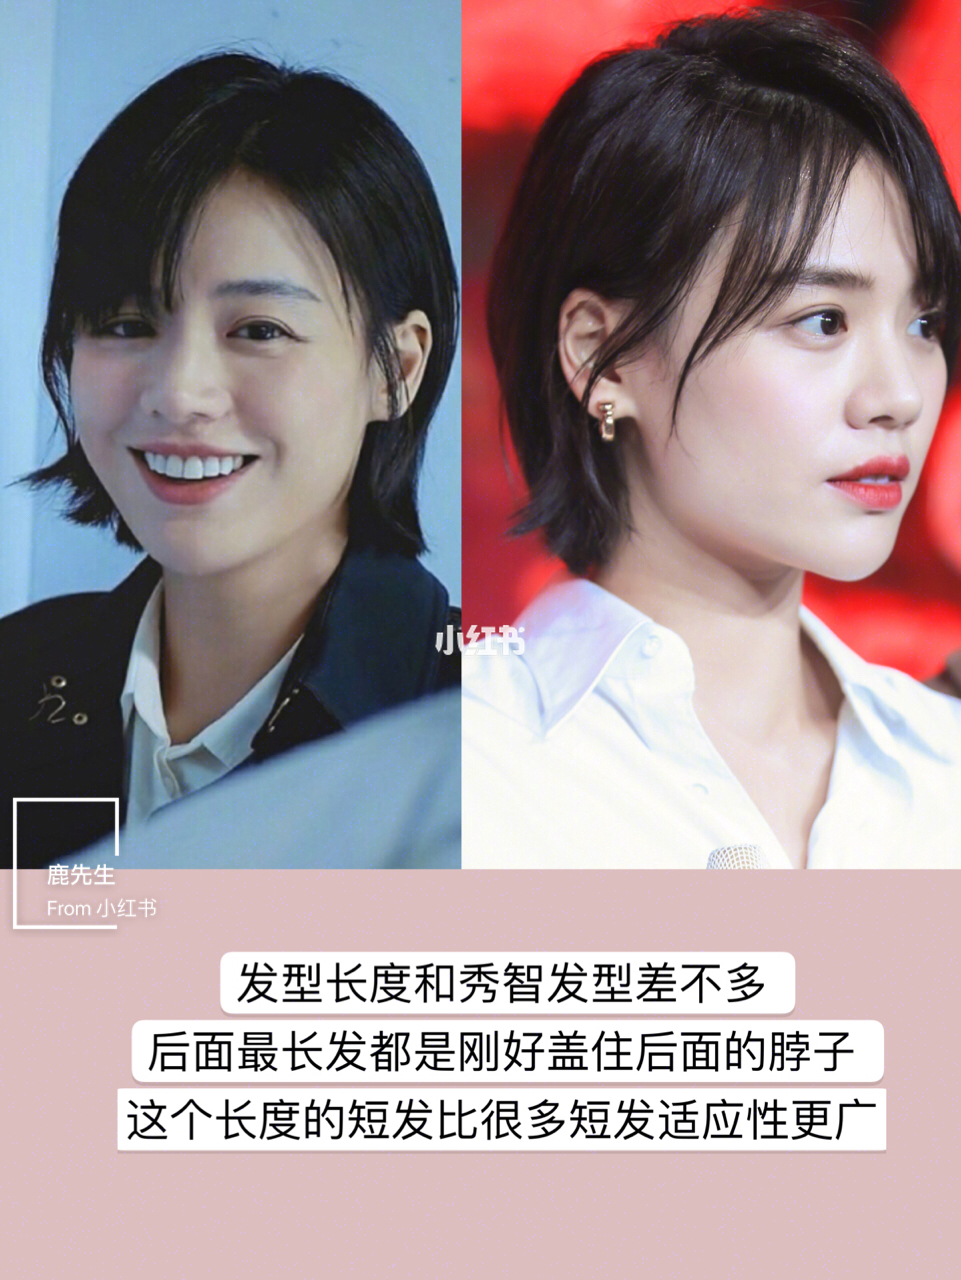 小红书
鹿先生
From 小红书
发型长度和秀智发型差不多
后面最长发都是刚好盖住后面的脖子
这个长度的短发比很多短发适应性更广